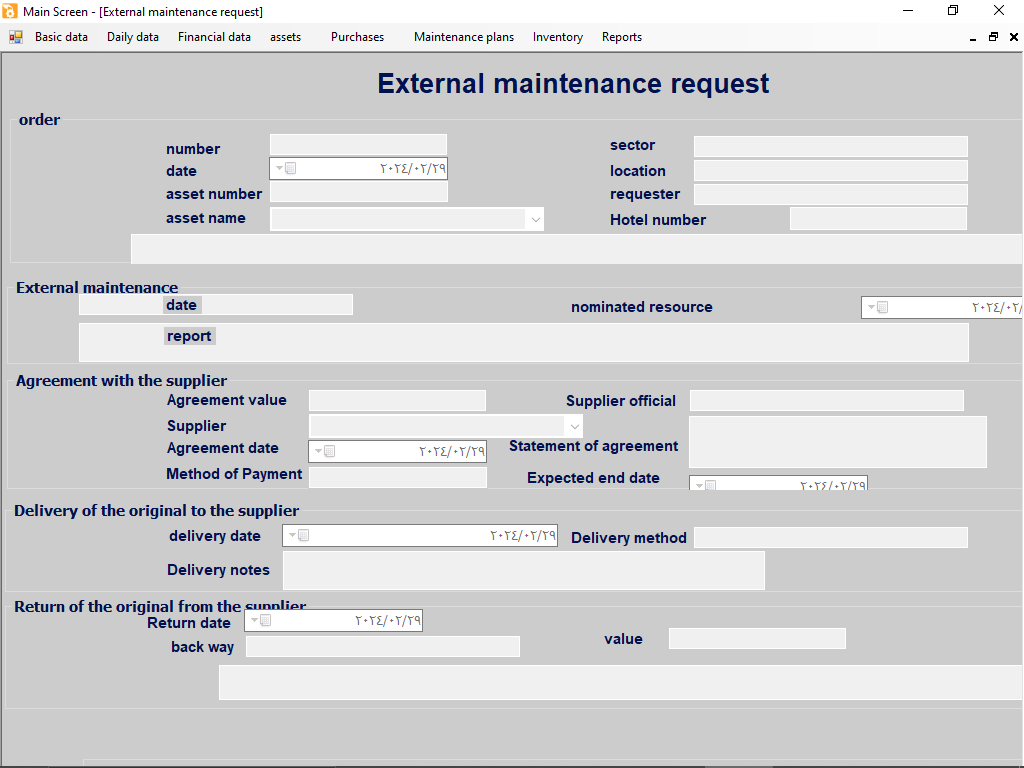 Main Screen - [External maintenance request]
Basic data Daily data Financial data assets Purchases Maintenance plans Inventory Reports
External maintenance request
order
number sector
date ٢٠٢٤/٠٢/٢٩ location
asset number requester
asset name Hotel number
External maintenance
date nominated resource ٢٠٢٤/٠٢/
report
Agreement with the supplier
Agreement value Supplier official
Supplier
Agreement date ٢٠٢٤/٠٢/٢٩ Statement of agreement
Method of Payment Expected end date ٢٠٢٤/٠٢/٢٩
Delivery of the original to the supplier
delivery date ٢٠٢٤/٠٢/٢٩ Delivery method
Delivery notes
Return of the original from the supplier
Return date ٢٠٢٤/٠٢/٢٩
back way value